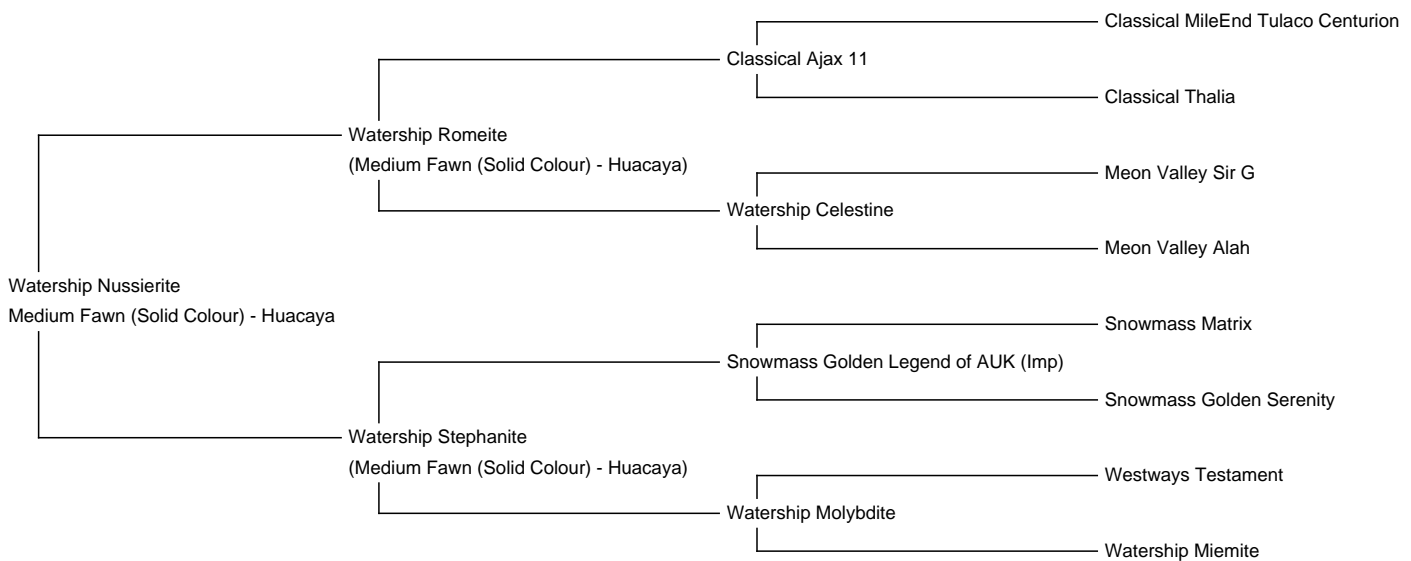 Classical MileEnd Tulaco Centurion
Classical Ajax 11
Classical Thalia
Watership Romeite
(Medium Fawn (Solid Colour) - Huacaya)
Meon Valley Sir G
Watership Celestine
Meon Valley Alah
Watership Nussierite
Medium Fawn (Solid Colour) - Huacaya
Snowmass Matrix
Snowmass Golden Legend of AUK (Imp)
Snowmass Golden Serenity
Watership Stephanite
(Medium Fawn (Solid Colour) - Huacaya)
Westways Testament
Watership Molybdite
Watership Miemite